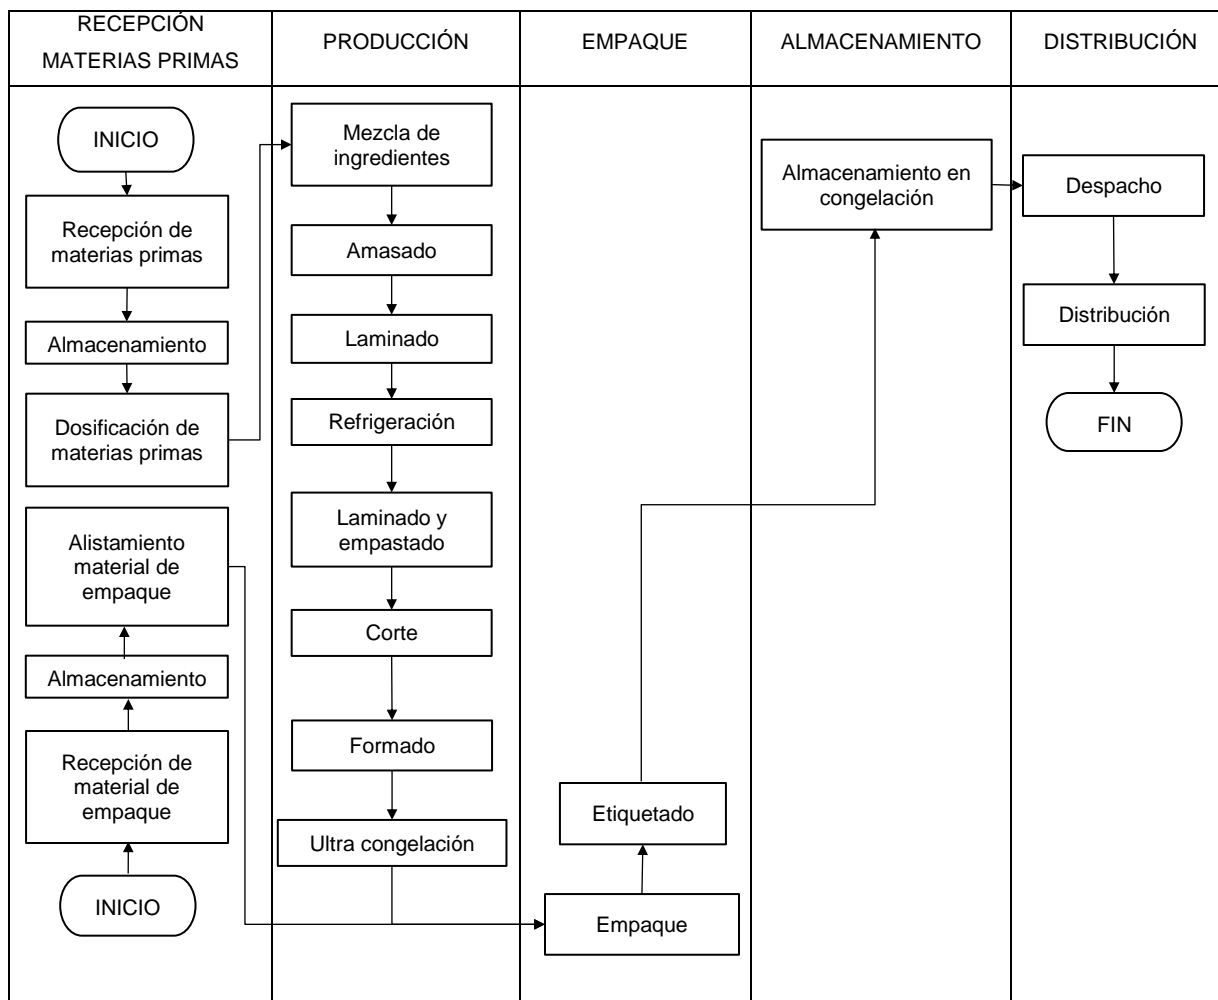 RECEPCIÓN
MATERIAS PRIMAS
PRODUCCIÓN
EMPAQUE
ALMACENAMIENTO
DISTRIBUCIÓN
INICIO
Recepción de
materias primas
Almacenamiento
Dosificación de
materias primas
Alistamiento
material de
empaque
Almacenamiento
Recepción de
material de
empaque
INICIO
Mezcla de
ingredientes
Amasado
Laminado
Refrigeración
Laminado y
empastado
Corte
Formado
Ultra congelación
Etiquetado
Empaque
Almacenamiento en
congelación
Despacho
Distribución
FIN